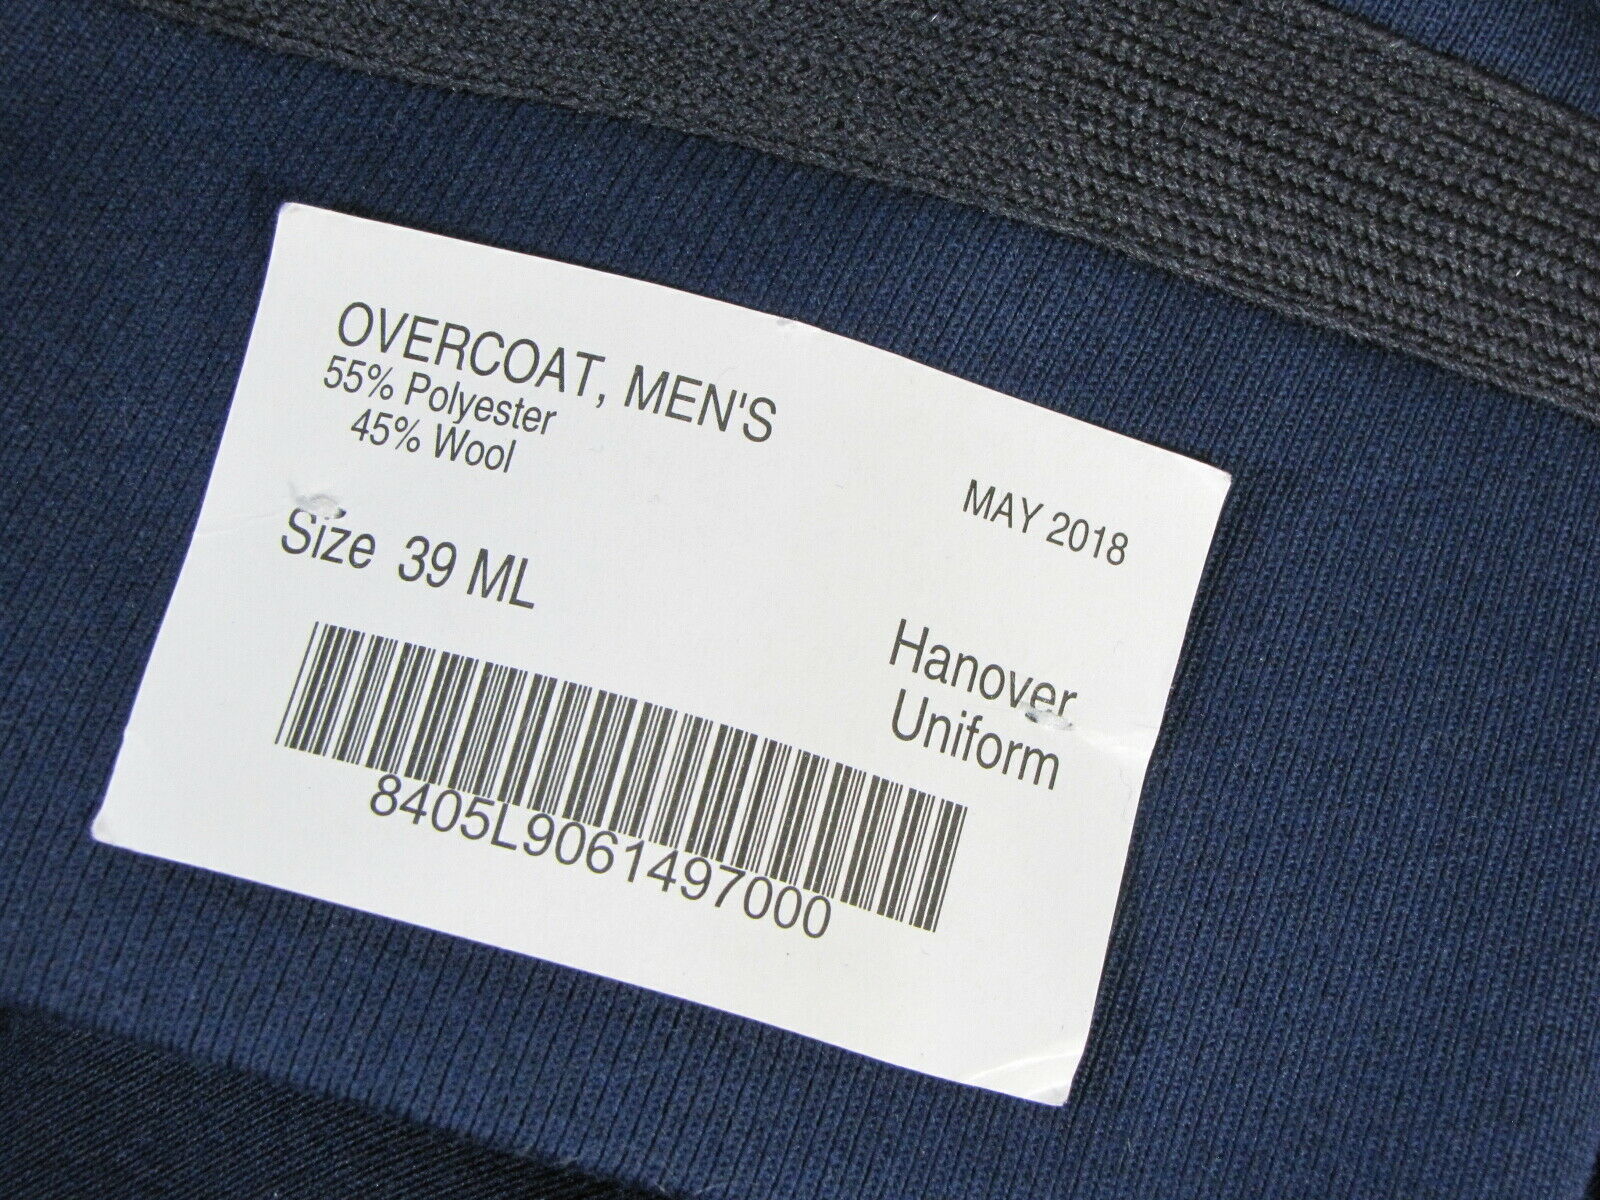 OVERCOAT, MEN'S
55% Polyester
45% Wool
MAY 2018
Size 39 ML
Hanover
Uniform
8405L9061497000